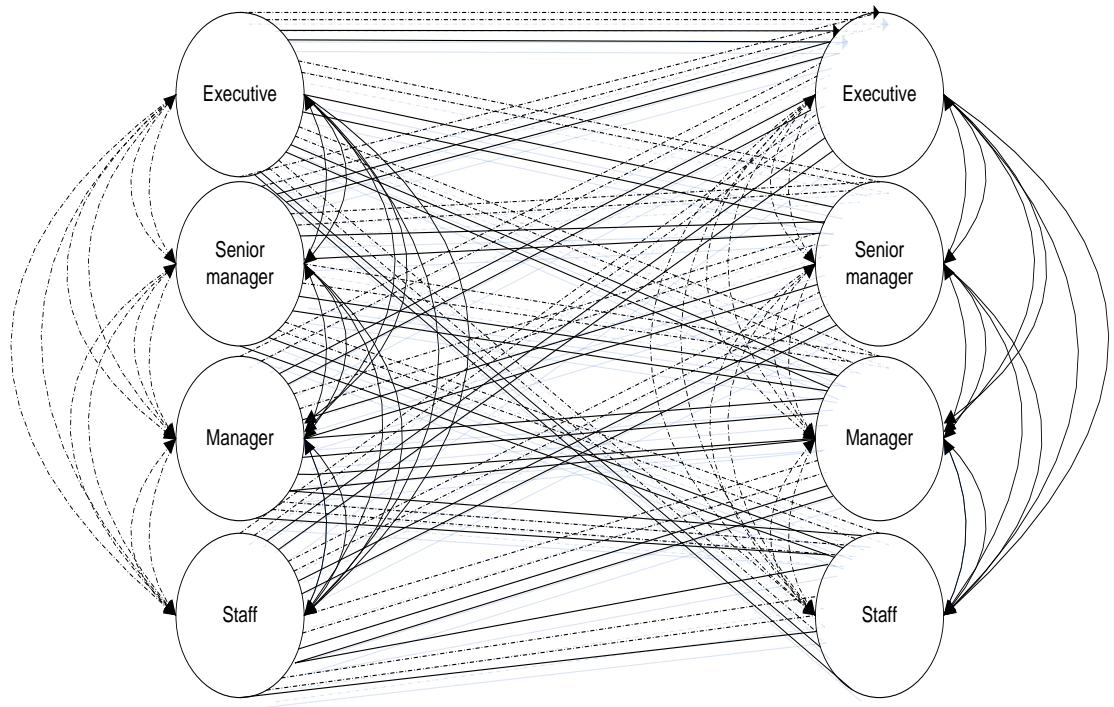 Executive
Executive
Senior
manager
Senior
manager
Manager
Manager
Staff
Staff